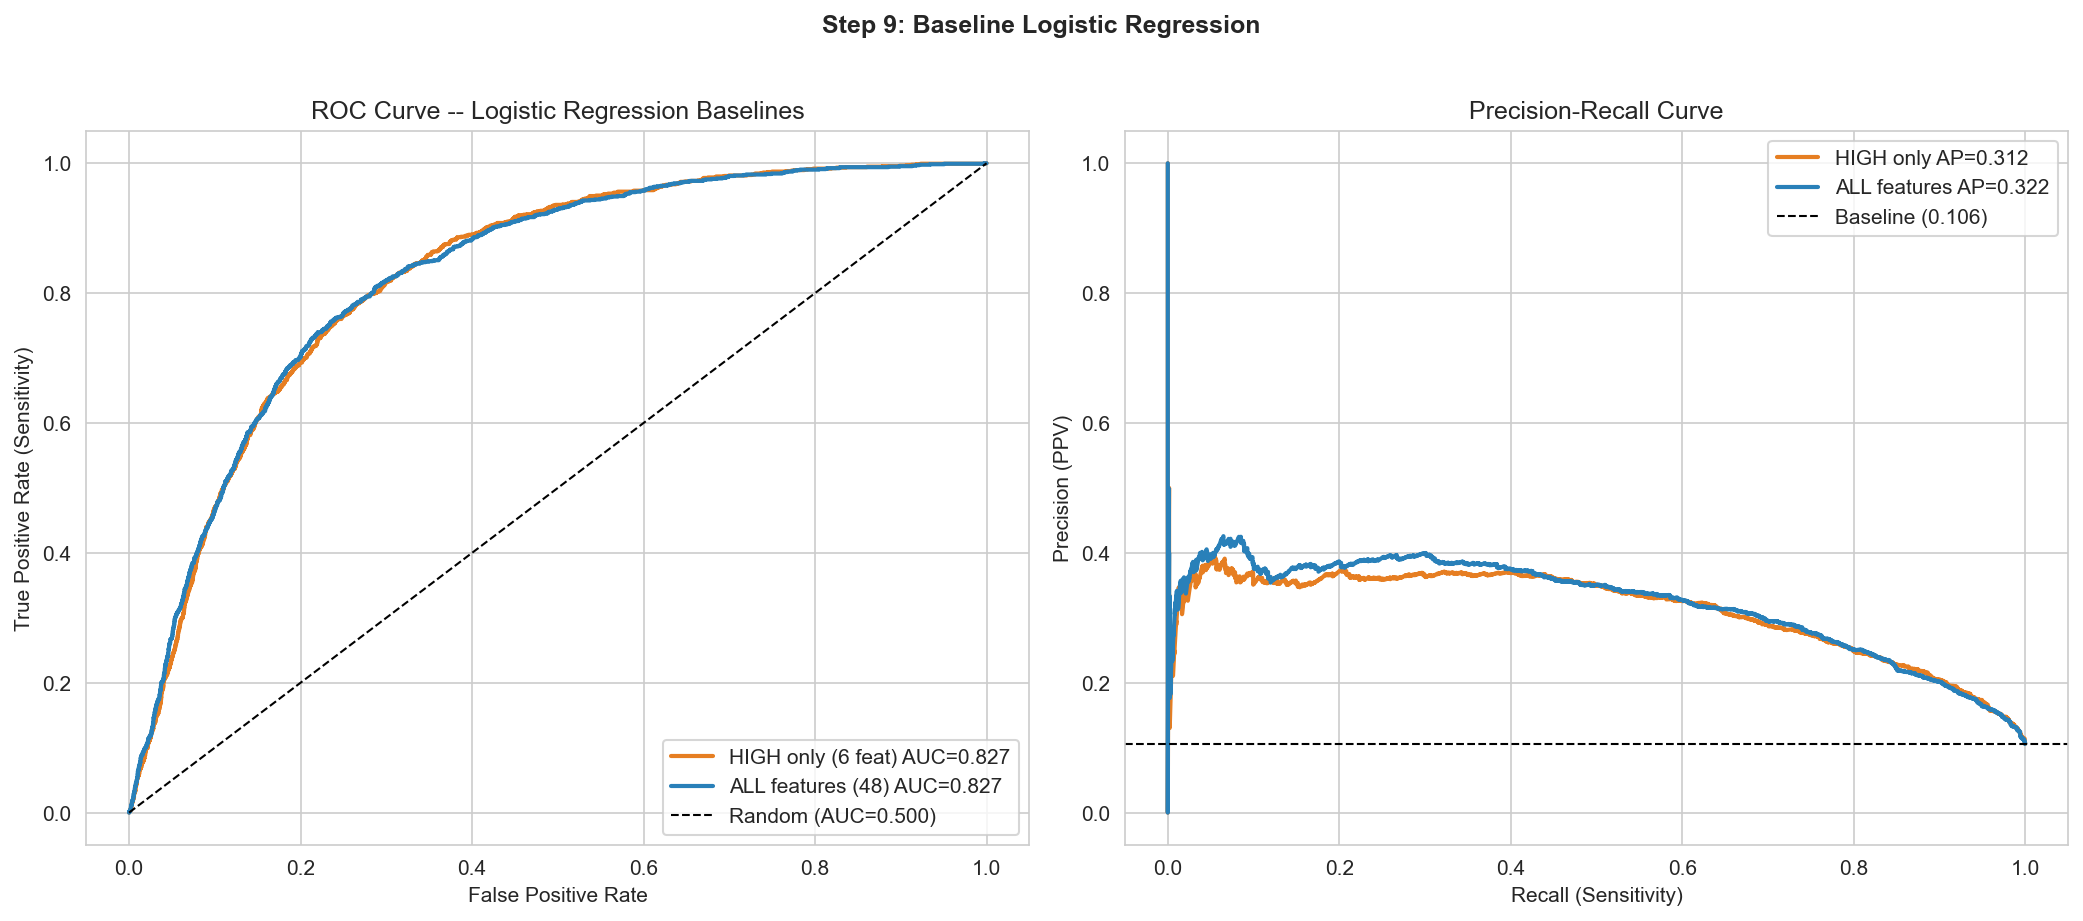 Step 9: Baseline Logistic Regression
ROC Curve -- Logistic Regression Baselines
True Positive Rate (Sensitivity)
1.0
0.8
0.6
0.4
0.2
0.0
HIGH only (6 feat) AUC=0.827
ALL features (48) AUC=0.827
Random (AUC=0.500)
0.0 0.2 0.4 0.6 0.8 1.0
False Positive Rate
Precision-Recall Curve
Precision (PPV)
1.0
0.8
0.6
0.4
0.2
0.0
HIGH only AP=0.312
ALL features AP=0.322
Baseline (0.106)
0.0 0.2 0.4 0.6 0.8 1.0
Recall (Sensitivity)